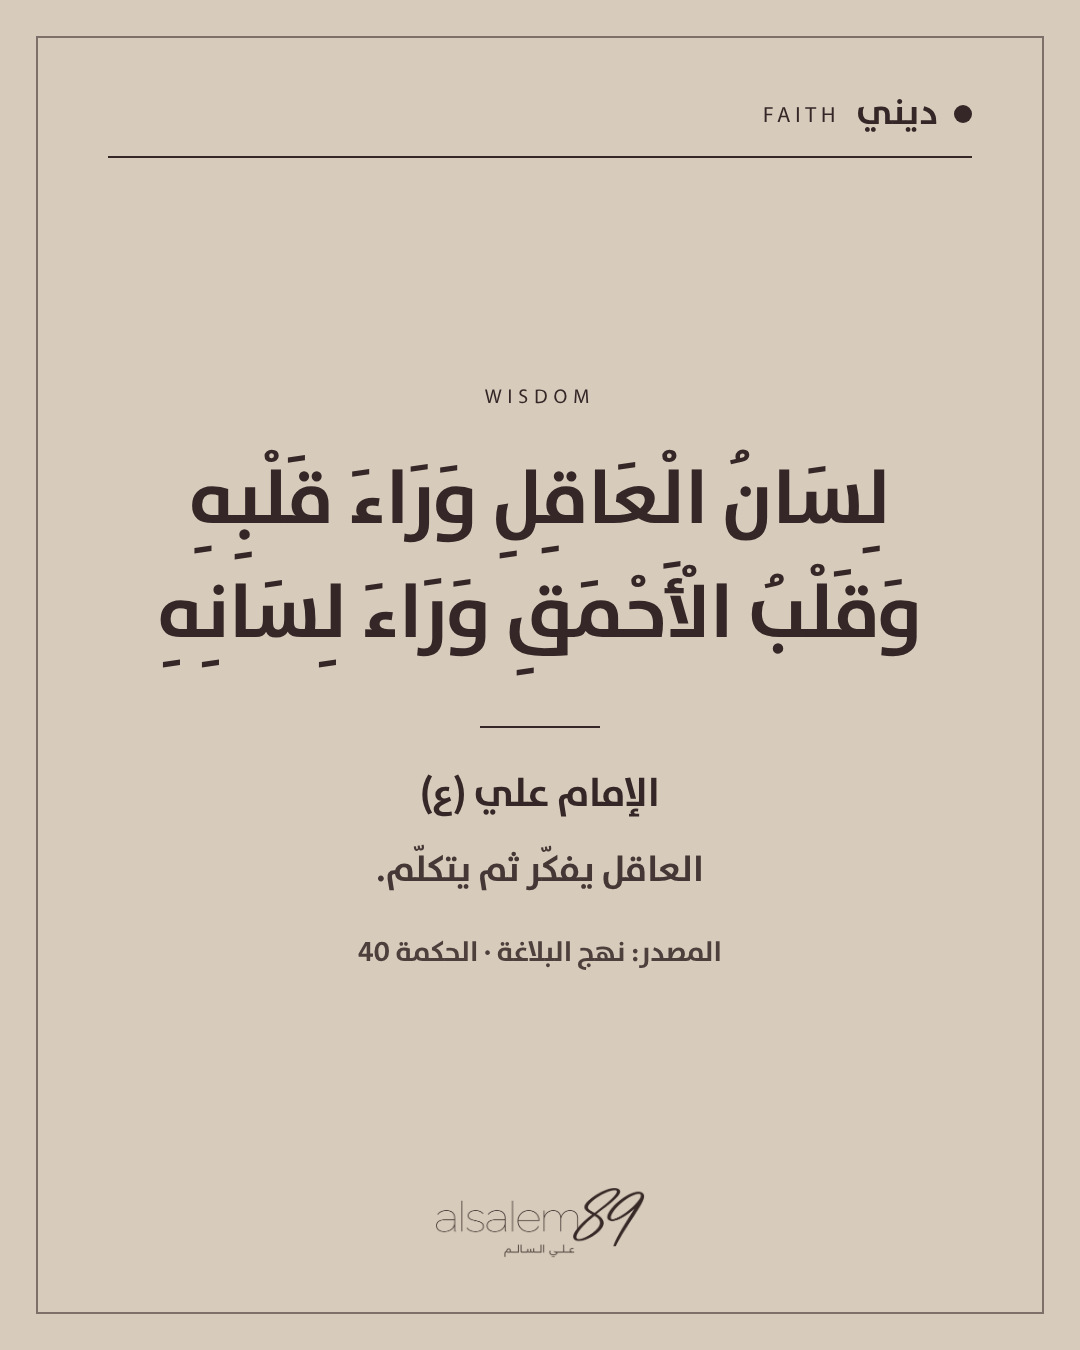 ديني FAITH
WISDOM
لِسَانُ الْعَاقِلِ وَرَاءَ قَلْبِهِ
وَقَلْبُ الْأَحْمَقِ وَرَاءَ لِسَانِهِ
الإمام علي (ع)
العاقل يفكّر ثم يتكلّم.
المصدر: نهج البلاغة · الحكمة 40
alsalem89
علي السالم